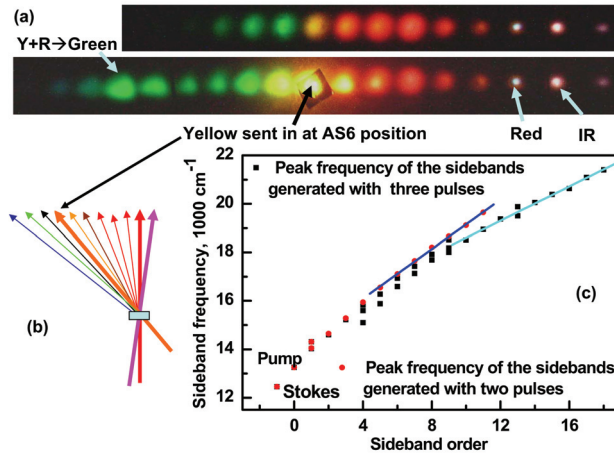 (a)
Y+R→Green
Yellow sent in at AS6 position
Red
IR
(b)
Sideband frequency, 1000 cm⁻¹
22
20
18
16
14
12
Peak frequency of the sidebands
generated with three pulses
(c)
Pump
Stokes
Peak frequency of the sidebands
generated with two pulses
0
4
8
12
16
Sideband order